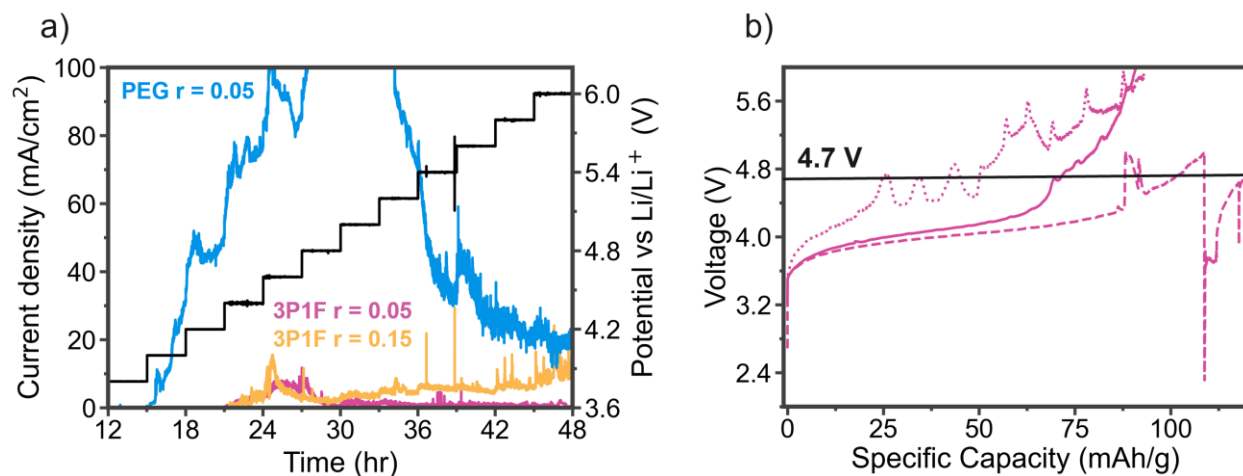 a)
100
80
60
40
20
0
Current density (mA/cm²)
PEG r = 0.05
3P1F r = 0.05
3P1F r = 0.15
6.0
5.4
4.8
4.2
3.6
Potential vs Li/Li⁺ (V)
12 18 24 30 36 42 48
Time (hr)
b)
5.6
4.8
4.0
3.2
2.4
Voltage (V)
4.7 V
0 25 50 75 100
Specific Capacity (mAh/g)